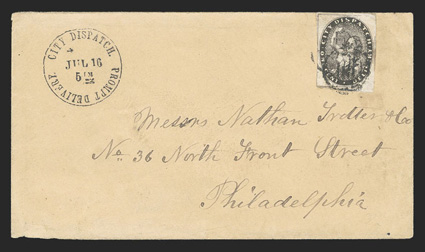 CITY DISPATCH.
PROMPT DELIVERY.
JUL 16
5
CITY DISPATCH
Messrs Nathan Trotter & Co
No. 36 North Front Street
Philadelphia